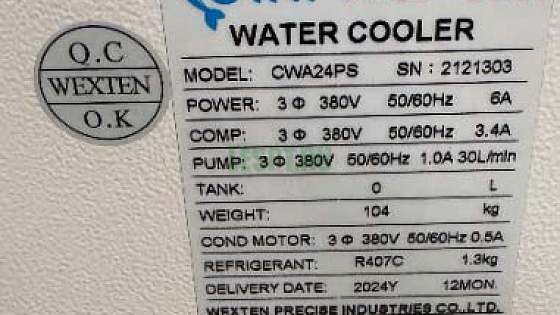 WATER COOLER
Q.C
WEXTEN
O.K
MODEL: CWA24PS SN : 2121303
POWER: 3 Φ 380V 50/60Hz 6A
COMP: 3 Φ 380V 50/60Hz 3.4A
PUMP: 3 Φ 380V 50/60Hz 1.0A 30L/min
TANK: 0 L
WEIGHT: 104 kg
COND MOTOR: 3 Φ 380V 50/60Hz 0.5A
REFRIGERANT: R407C 1.3kg
DELIVERY DATE: 2024Y 12MON.
WEXTEN PRECISE INDUSTRIES CO.,LTD.